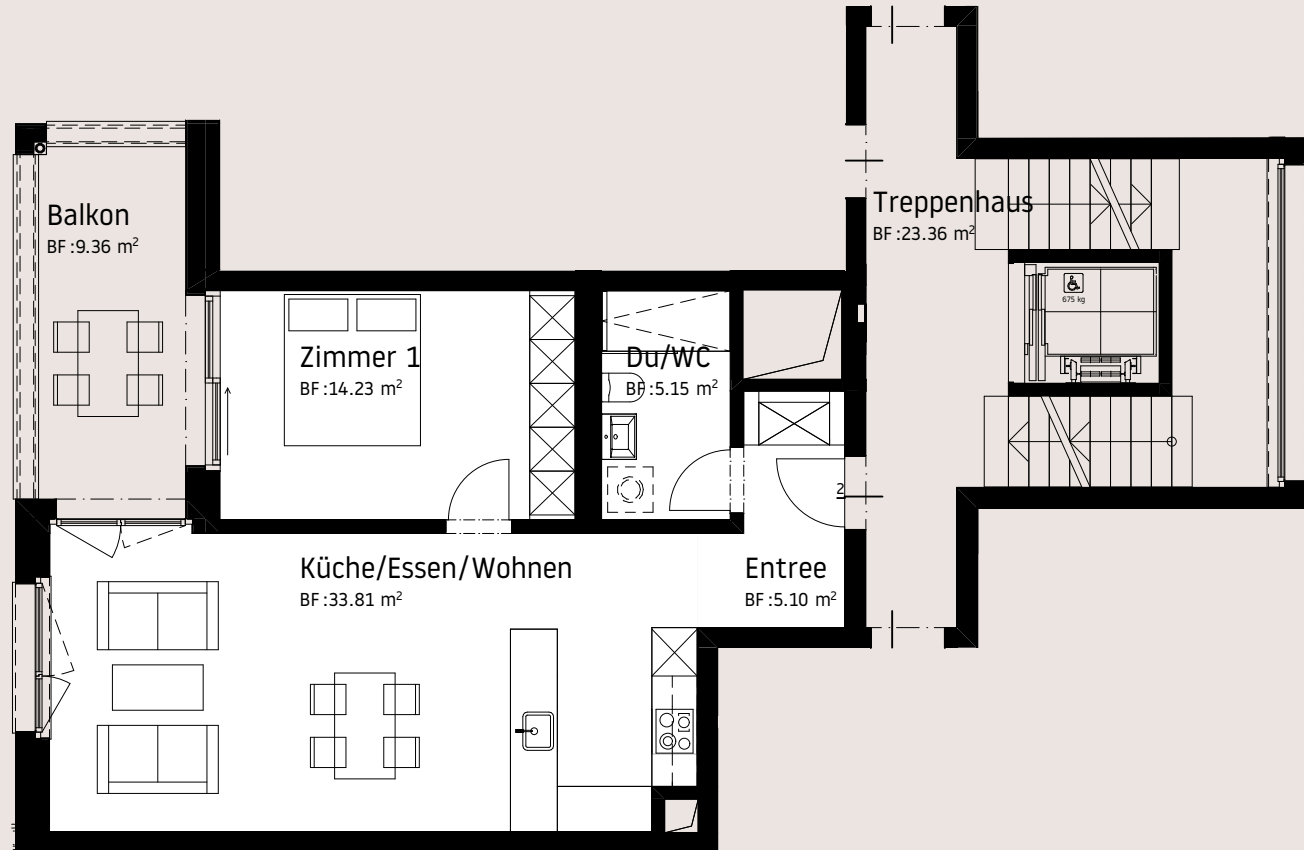 Balkon
BF :9.36 m²
Treppenhaus
BF :23.36 m²
675 kg
Zimmer 1
BF :14.23 m²
Du/WC
BF :5.15 m²
2
Küche/Essen/Wohnen
BF :33.81 m²
Entree
BF :5.10 m²